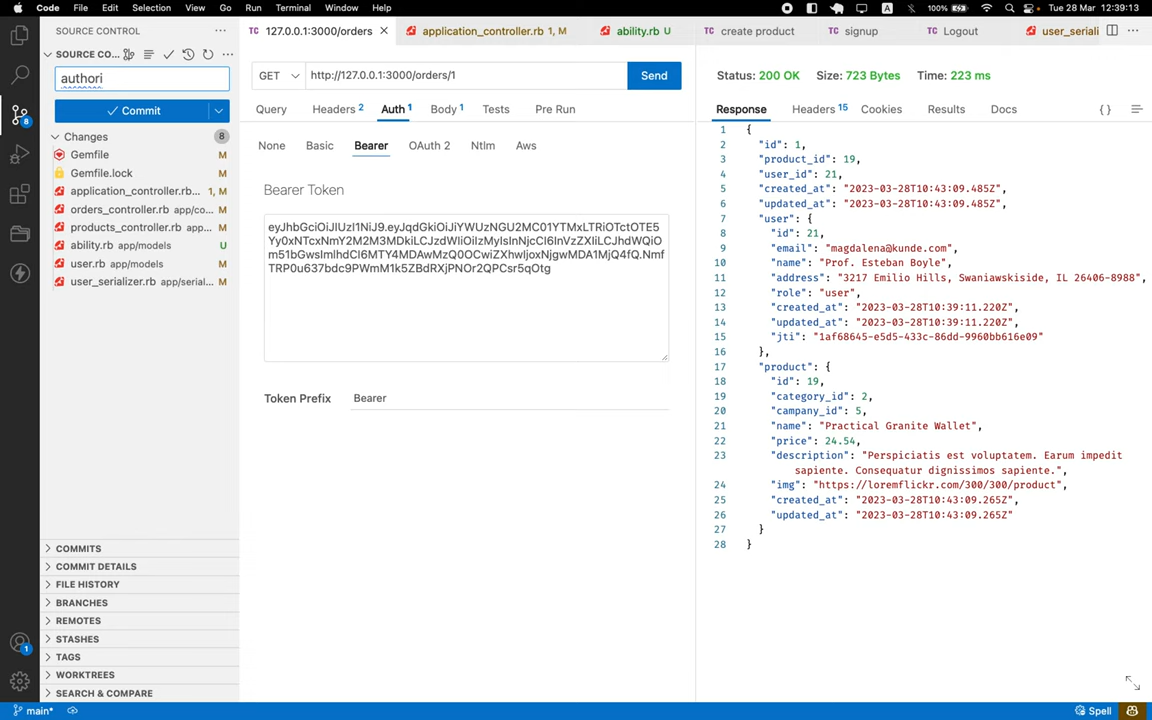 Code File Edit Selection View Go Run Terminal Window Help 100% Tue 28 Mar 12:39:13
SOURCE CONTROL
127.0.0.1:3000/orders
application_controller.rb 1, M
ability.rb U
TC create product
TC signup
TC Logout
user_seriali
SOURCE CO...
authori
Commit
Changes 8
Gemfile M
Gemfile.lock M
application_controller.rb... 1, M
orders_controller.rb app/co... M
products_controller.rb app/... M
ability.rb app/models U
user.rb app/models M
user_serializer.rb app/serial... M
COMMITS
COMMIT DETAILS
FILE HISTORY
BRANCHES
REMOTES
STASHES
TAGS
WORKTREES
SEARCH & COMPARE
GET http://127.0.0.1:3000/orders/1 Send
Query Headers 2 Auth 1 Body 1 Tests Pre Run
None Basic Bearer OAuth 2 Ntlm Aws
Bearer Token
Token Prefix Bearer
Status: 200 OK Size: 723 Bytes Time: 223 ms
Response Headers 15 Cookies Results Docs { }
1 {
2 "id": 1,
3 "product_id": 19,
4 "user_id": 21,
5 "created_at": "2023-03-28T10:43:09.485Z",
6 "updated_at": "2023-03-28T10:43:09.485Z",
7 "user": {
8 "id": 21,
9 "email": "magdalena@kunde.com",
10 "name": "Prof. Esteban Boyle",
11 "address": "3217 Emilio Hills, Swaniawskiside, IL 26406-8988",
12 "role": "user",
13 "created_at": "2023-03-28T10:39:11.220Z",
14 "updated_at": "2023-03-28T10:39:11.220Z",
15 "jti": "1af68645-e5d5-433c-86dd-9960bb616e09"
16 },
17 "product": {
18 "id": 19,
19 "category_id": 2,
20 "campany_id": 5,
21 "name": "Practical Granite Wallet",
22 "price": 24.54,
23 "description": "Perspiciatis est voluptatem. Earum impedit
sapiente. Consequatur dignissimos sapiente.",
24 "img": "https://loremflickr.com/300/300/product",
25 "created_at": "2023-03-28T10:43:09.265Z",
26 "updated_at": "2023-03-28T10:43:09.265Z"
27 }
28 }
main* Spell